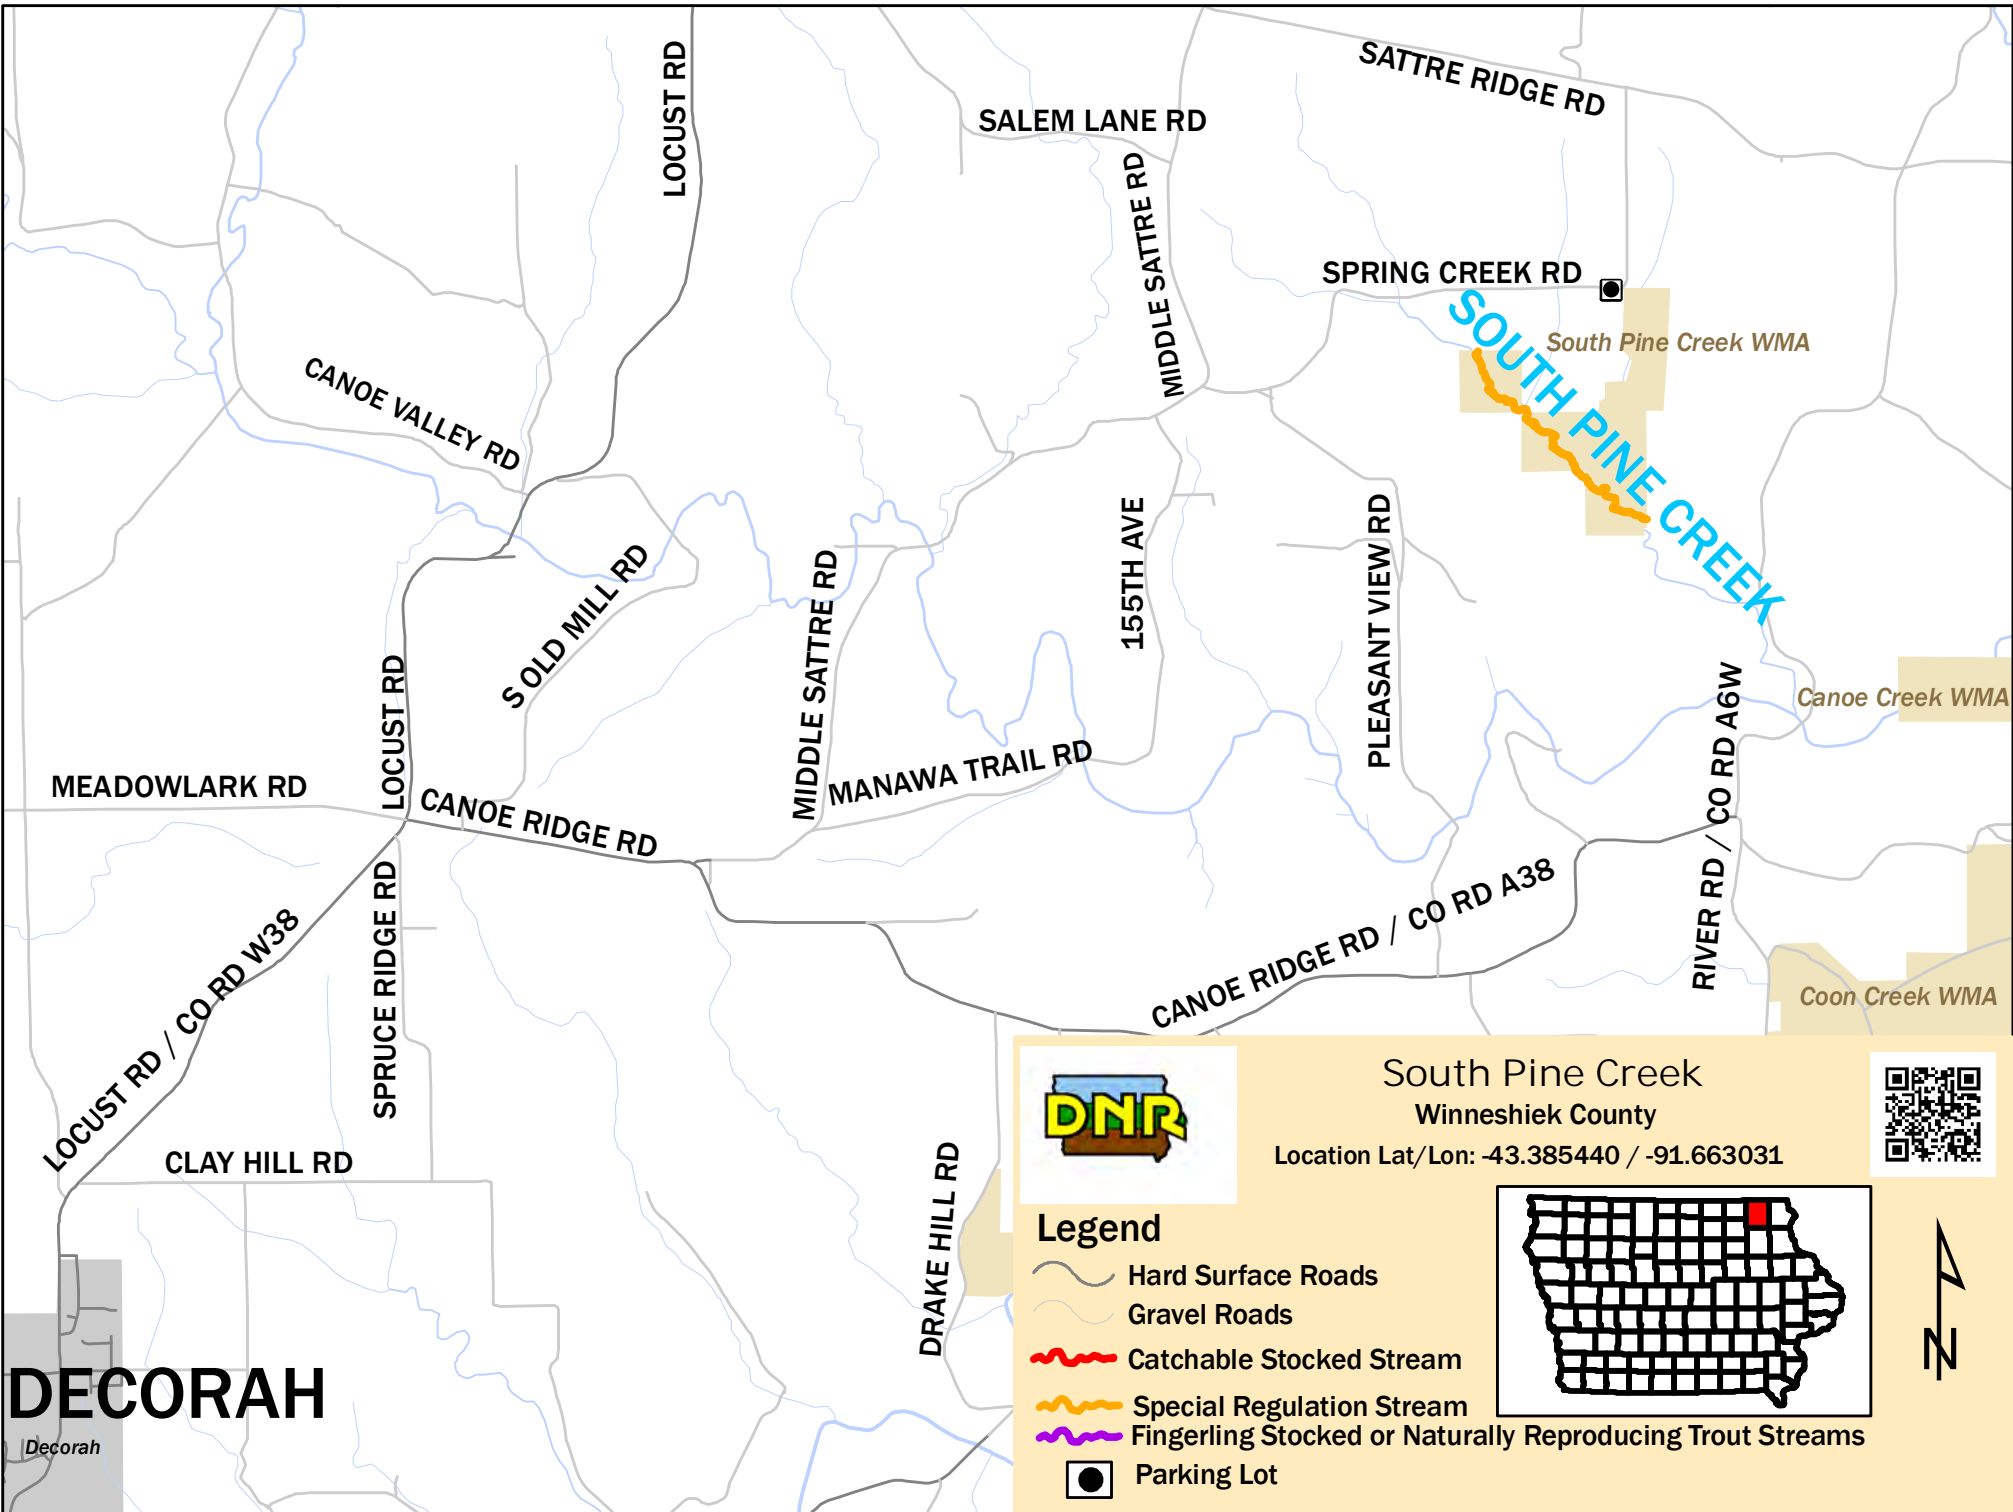 LOCUST RD
SATTRE RIDGE RD
SALEM LANE RD
MIDDLE SATTRE RD
SPRING CREEK RD
SOUTH PINE CREEK
South Pine Creek WMA
CANOE VALLEY RD
S OLD MILL RD
155TH AVE
PLEASANT VIEW RD
MIDDLE SATTRE RD
LOCUST RD
RIVER RD / CO RD A6W
Canoe Creek WMA
MEADOWLARK RD
CANOE RIDGE RD
MANAWA TRAIL RD
SPRUCE RIDGE RD
LOCUST RD / CO RD W38
CANOE RIDGE RD / CO RD A38
Coon Creek WMA
CLAY HILL RD
DRAKE HILL RD
DECORAH
Decorah
DNR
South Pine Creek
Winneshiek County
Location Lat/Lon: -43.385440 / -91.663031
Legend
Hard Surface Roads
Gravel Roads
Catchable Stocked Stream
Special Regulation Stream
Fingerling Stocked or Naturally Reproducing Trout Streams
Parking Lot
N